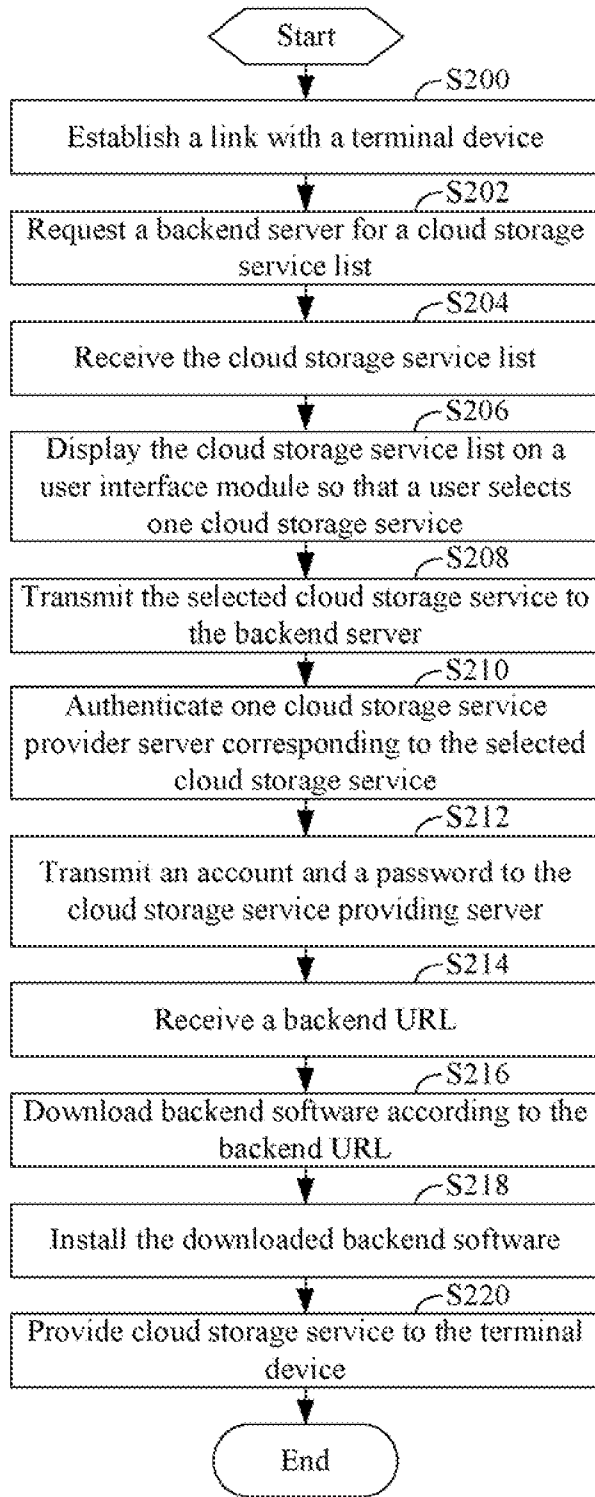 Start
S200
Establish a link with a terminal device
S202
Request a backend server for a cloud storage
service list
S204
Receive the cloud storage service list
S206
Display the cloud storage service list on a
user interface module so that a user selects
one cloud storage service
S208
Transmit the selected cloud storage service to
the backend server
S210
Authenticate one cloud storage service
provider server corresponding to the selected
cloud storage service
S212
Transmit an account and a password to the
cloud storage service providing server
S214
Receive a backend URL
S216
Download backend software according to the
backend URL
S218
Install the downloaded backend software
S220
Provide cloud storage service to the terminal
device
End